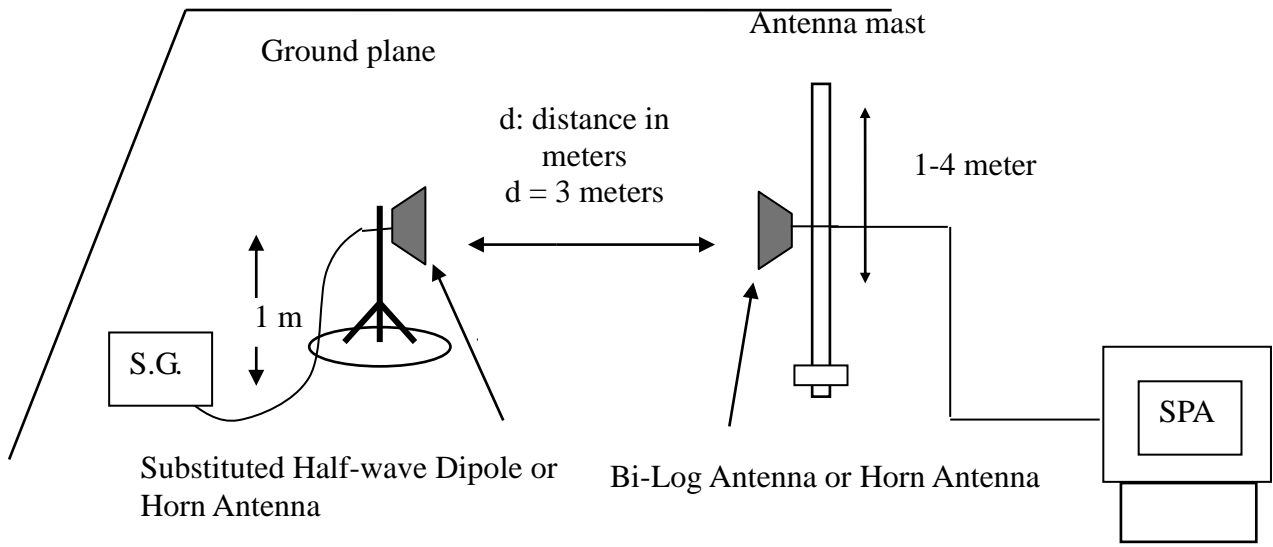 Ground plane
Antenna mast
d: distance in
meters
d = 3 meters
1-4 meter
1 m
S.G.
SPA
Substituted Half-wave Dipole or
Horn Antenna
Bi-Log Antenna or Horn Antenna